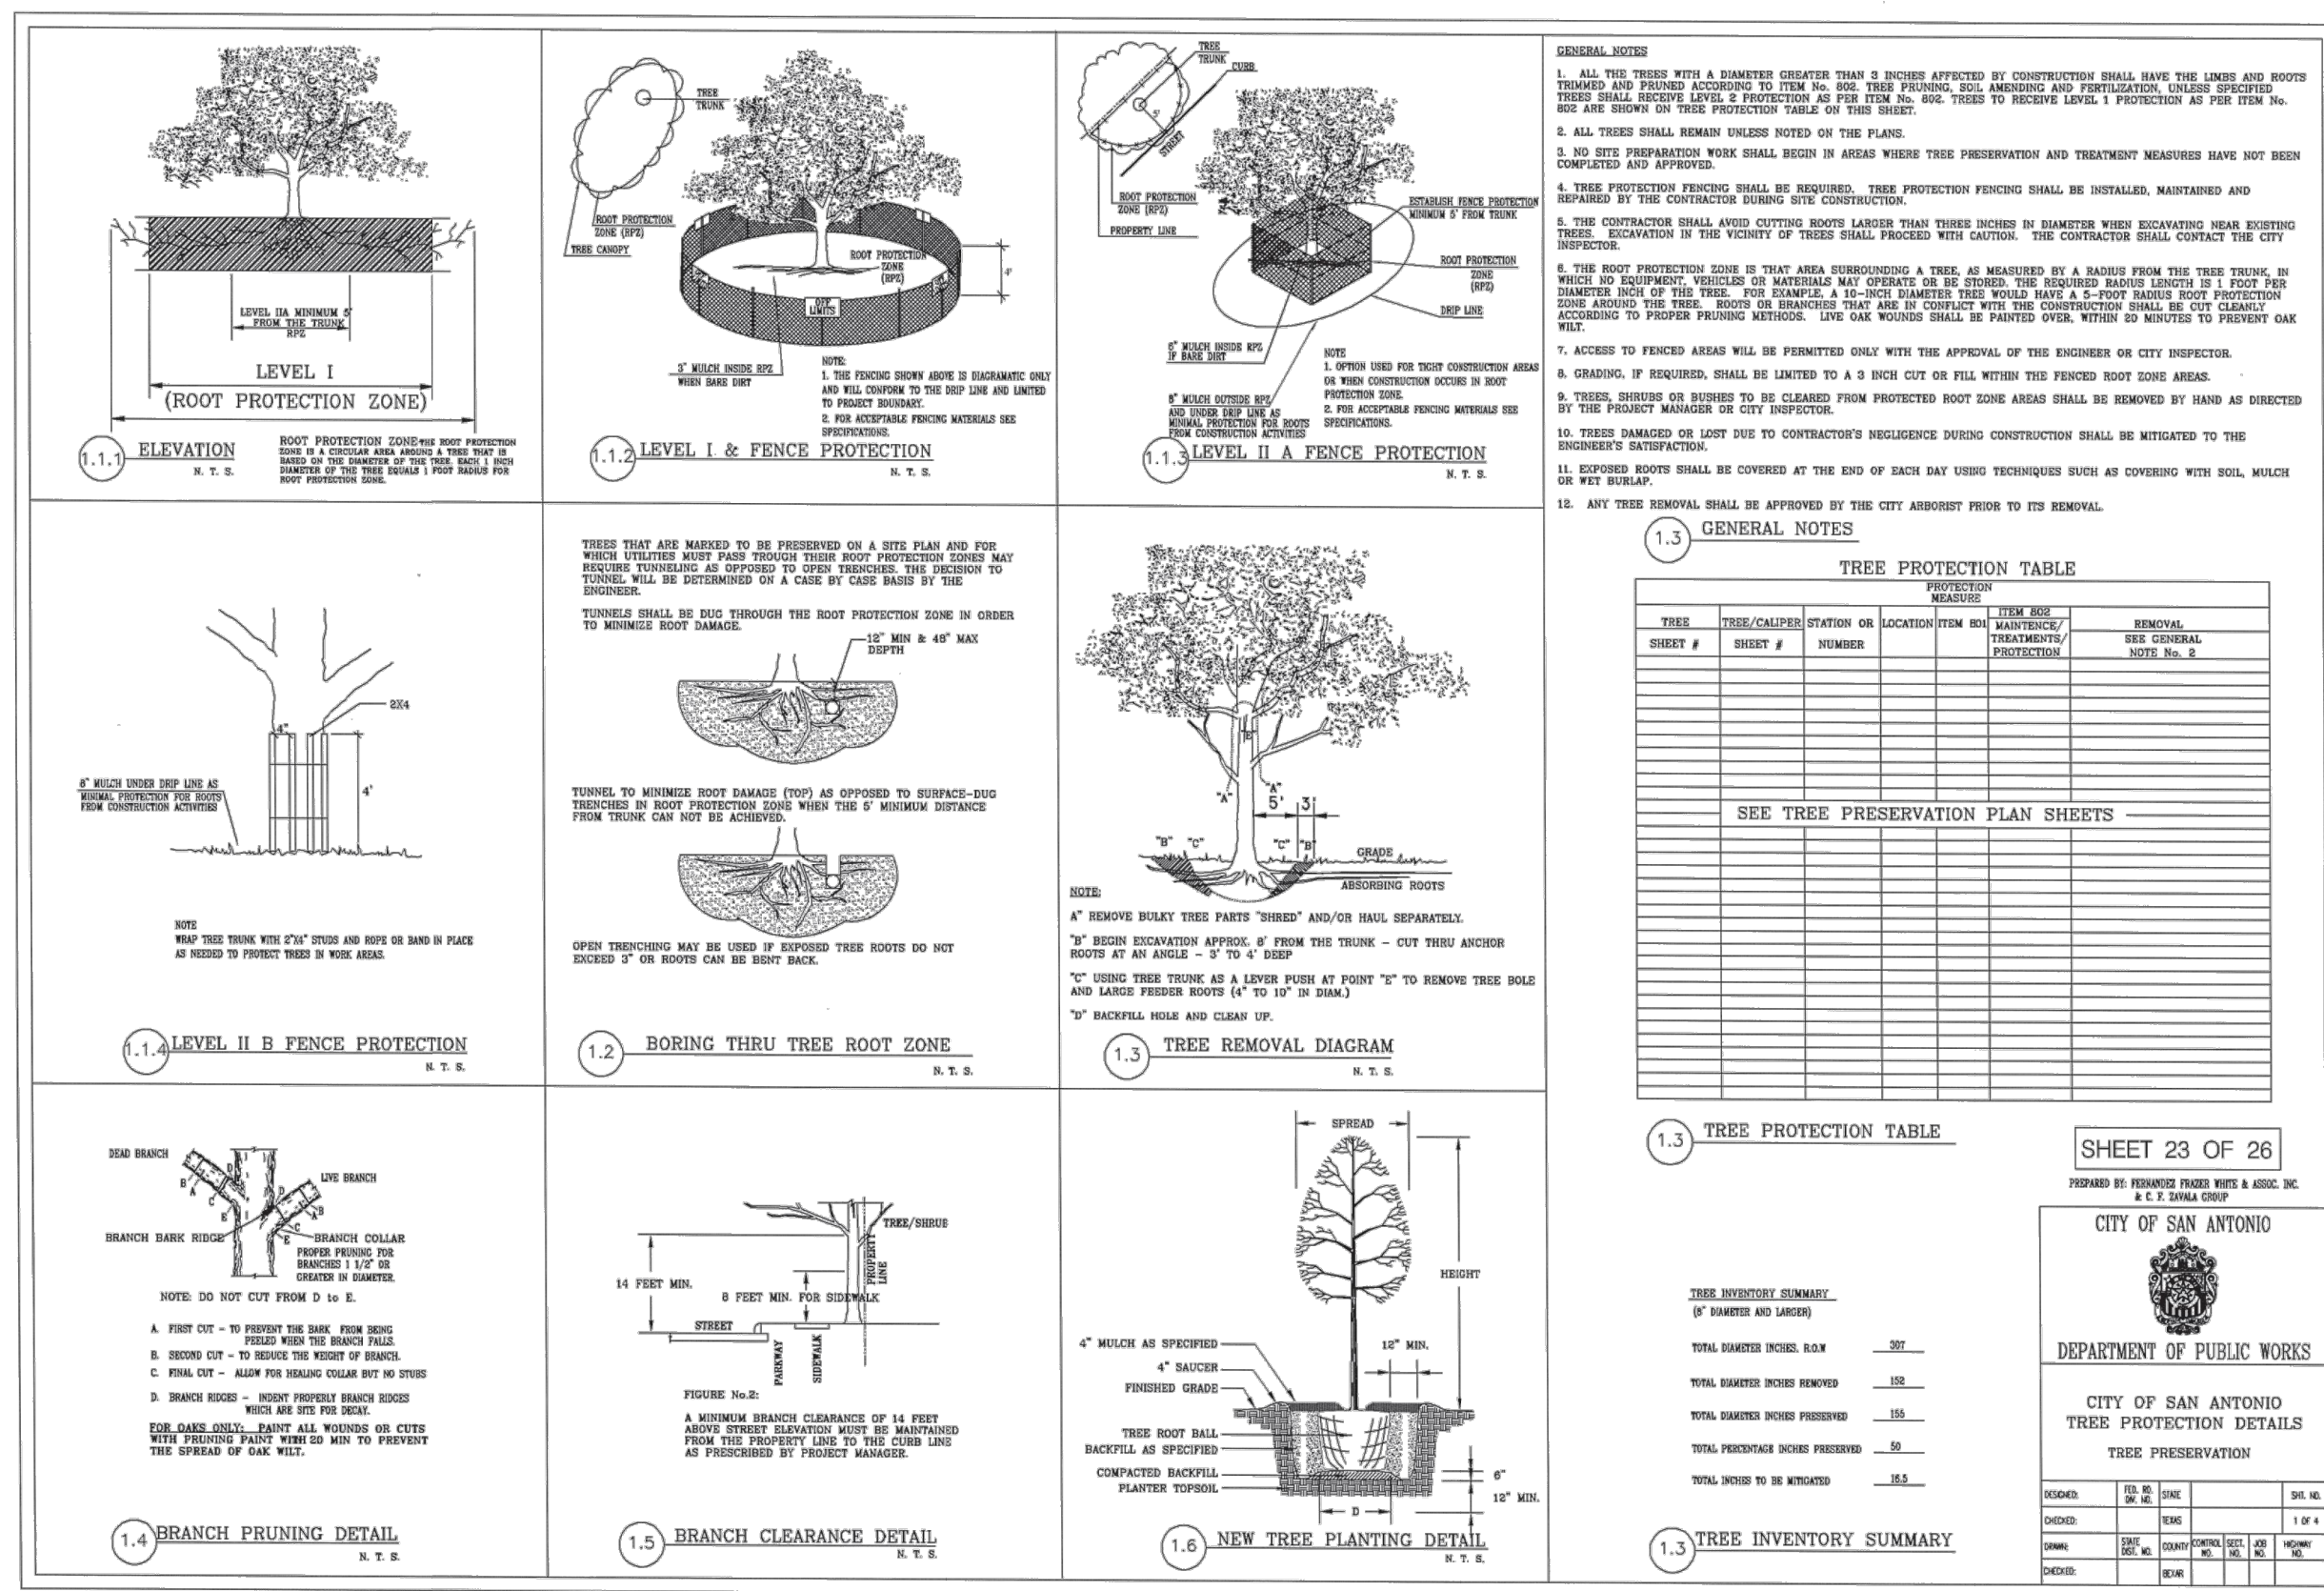 LEVEL IIA MINIMUM 5'
FROM THE TRUNK
RPZ
LEVEL I
(ROOT PROTECTION ZONE)
1.1.1
ELEVATION
N. T. S.
ROOT PROTECTION ZONE THE ROOT PROTECTION
ZONE IS A CIRCULAR AREA AROUND A TREE THAT IS
BASED ON THE DIAMETER OF THE TREE. EACH 1 INCH
DIAMETER OF THE TREE EQUALS 1 FOOT RADIUS FOR
ROOT PROTECTION ZONE.
TREE
TRUNK
ROOT PROTECTION
ZONE (RPZ)
TREE CANOPY
ROOT PROTECTION
ZONE
(RPZ)
4'
OFF
LIMITS
3" MULCH INSIDE RPZ
WHEN BARE DIRT
NOTE:
1. THE FENCING SHOWN ABOVE IS DIAGRAMATIC ONLY
AND WILL CONFORM TO THE DRIP LINE AND LIMITED
TO PROJECT BOUNDARY.
2. FOR ACCEPTABLE FENCING MATERIALS SEE
SPECIFICATIONS.
1.1.2
LEVEL I. & FENCE PROTECTION
N. T. S.
TREE
TRUNK
CURB
5'
STREET
ROOT PROTECTION
ZONE (RPZ)
PROPERTY LINE
ESTABLISH FENCE PROTECTION
MINIMUM 5' FROM TRUNK
ROOT PROTECTION
ZONE
(RPZ)
DRIP LINE
6" MULCH INSIDE RPZ
IF BARE DIRT
8" MULCH OUTSIDE RPZ
AND UNDER DRIP LINE AS
MINIMAL PROTECTION FOR ROOTS
FROM CONSTRUCTION ACTIVITIES
NOTE
1. OPTION USED FOR TIGHT CONSTRUCTION AREAS
OR WHEN CONSTRUCTION OCCURS IN ROOT
PROTECTION ZONE.
2. FOR ACCEPTABLE FENCING MATERIALS SEE
SPECIFICATIONS.
1.1.3
LEVEL II A FENCE PROTECTION
N. T. S.
GENERAL NOTES
1. ALL THE TREES WITH A DIAMETER GREATER THAN 3 INCHES AFFECTED BY CONSTRUCTION SHALL HAVE THE LIMBS AND ROOTS
TRIMMED AND PRUNED ACCORDING TO ITEM No. 802. TREE PRUNING, SOIL AMENDING AND FERTILIZATION, UNLESS SPECIFIED
TREES SHALL RECEIVE LEVEL 2 PROTECTION AS PER ITEM No. 802. TREES TO RECEIVE LEVEL 1 PROTECTION AS PER ITEM No.
802 ARE SHOWN ON TREE PROTECTION TABLE ON THIS SHEET.
2. ALL TREES SHALL REMAIN UNLESS NOTED ON THE PLANS.
3. NO SITE PREPARATION WORK SHALL BEGIN IN AREAS WHERE TREE PRESERVATION AND TREATMENT MEASURES HAVE NOT BEEN
COMPLETED AND APPROVED.
4. TREE PROTECTION FENCING SHALL BE REQUIRED. TREE PROTECTION FENCING SHALL BE INSTALLED, MAINTAINED AND
REPAIRED BY THE CONTRACTOR DURING SITE CONSTRUCTION.
5. THE CONTRACTOR SHALL AVOID CUTTING ROOTS LARGER THAN THREE INCHES IN DIAMETER WHEN EXCAVATING NEAR EXISTING
TREES. EXCAVATION IN THE VICINITY OF TREES SHALL PROCEED WITH CAUTION. THE CONTRACTOR SHALL CONTACT THE CITY
INSPECTOR.
6. THE ROOT PROTECTION ZONE IS THAT AREA SURROUNDING A TREE, AS MEASURED BY A RADIUS FROM THE TREE TRUNK, IN
WHICH NO EQUIPMENT, VEHICLES OR MATERIALS MAY OPERATE OR BE STORED. THE REQUIRED RADIUS LENGTH IS 1 FOOT PER
DIAMETER INCH OF THE TREE. FOR EXAMPLE, A 10-INCH DIAMETER TREE WOULD HAVE A 5-FOOT RADIUS ROOT PROTECTION
ZONE AROUND THE TREE. ROOTS OR BRANCHES THAT ARE IN CONFLICT WITH THE CONSTRUCTION SHALL BE CUT CLEANLY
ACCORDING TO PROPER PRUNING METHODS. LIVE OAK WOUNDS SHALL BE PAINTED OVER, WITHIN 20 MINUTES TO PREVENT OAK
WILT.
7. ACCESS TO FENCED AREAS WILL BE PERMITTED ONLY WITH THE APPROVAL OF THE ENGINEER OR CITY INSPECTOR.
8. GRADING, IF REQUIRED, SHALL BE LIMITED TO A 3 INCH CUT OR FILL WITHIN THE FENCED ROOT ZONE AREAS.
9. TREES, SHRUBS OR BUSHES TO BE CLEARED FROM PROTECTED ROOT ZONE AREAS SHALL BE REMOVED BY HAND AS DIRECTED
BY THE PROJECT MANAGER OR CITY INSPECTOR.
10. TREES DAMAGED OR LOST DUE TO CONTRACTOR'S NEGLIGENCE DURING CONSTRUCTION SHALL BE MITIGATED TO THE
ENGINEER'S SATISFACTION.
11. EXPOSED ROOTS SHALL BE COVERED AT THE END OF EACH DAY USING TECHNIQUES SUCH AS COVERING WITH SOIL, MULCH
OR WET BURLAP.
12. ANY TREE REMOVAL SHALL BE APPROVED BY THE CITY ARBORIST PRIOR TO ITS REMOVAL.
1.3
GENERAL NOTES
2X4
4"
4'
8" MULCH UNDER DRIP LINE AS
MINIMAL PROTECTION FOR ROOTS
FROM CONSTRUCTION ACTIVITIES
NOTE
WRAP TREE TRUNK WITH 2"X4" STUDS AND ROPE OR BAND IN PLACE
AS NEEDED TO PROTECT TREES IN WORK AREAS.
1.1.4
LEVEL II B FENCE PROTECTION
N. T. S.
TREES THAT ARE MARKED TO BE PRESERVED ON A SITE PLAN AND FOR
WHICH UTILITIES MUST PASS TROUGH THEIR ROOT PROTECTION ZONES MAY
REQUIRE TUNNELING AS OPPOSED TO OPEN TRENCHES. THE DECISION TO
TUNNEL WILL BE DETERMINED ON A CASE BY CASE BASIS BY THE
ENGINEER.
TUNNELS SHALL BE DUG THROUGH THE ROOT PROTECTION ZONE IN ORDER
TO MINIMIZE ROOT DAMAGE.
12" MIN & 48" MAX
DEPTH
TUNNEL TO MINIMIZE ROOT DAMAGE (TOP) AS OPPOSED TO SURFACE-DUG
TRENCHES IN ROOT PROTECTION ZONE WHEN THE 5' MINIMUM DISTANCE
FROM TRUNK CAN NOT BE ACHIEVED.
OPEN TRENCHING MAY BE USED IF EXPOSED TREE ROOTS DO NOT
EXCEED 3" OR ROOTS CAN BE BENT BACK.
1.2
BORING THRU TREE ROOT ZONE
N. T. S.
"E"
"A"
"A"
5' 3'
"B" "C"
"C" "B"
GRADE
ABSORBING ROOTS
NOTE:
A" REMOVE BULKY TREE PARTS "SHRED" AND/OR HAUL SEPARATELY.
"B" BEGIN EXCAVATION APPROX. 8' FROM THE TRUNK - CUT THRU ANCHOR
ROOTS AT AN ANGLE - 3' TO 4' DEEP
"C" USING TREE TRUNK AS A LEVER PUSH AT POINT "E" TO REMOVE TREE BOLE
AND LARGE FEEDER ROOTS (4" TO 10" IN DIAM.)
"D" BACKFILL HOLE AND CLEAN UP.
1.3
TREE REMOVAL DIAGRAM
N. T. S.
TREE PROTECTION TABLE
PROTECTION
MEASURE
TREE
SHEET #
TREE/CALIPER
SHEET #
STATION OR
NUMBER
LOCATION
ITEM 801
ITEM 802
MAINTENCE/
TREATMENTS/
PROTECTION
REMOVAL
SEE GENERAL
NOTE No. 2
SEE TREE PRESERVATION PLAN SHEETS
1.3
TREE PROTECTION TABLE
DEAD BRANCH
B
A
C
D
E
LIVE BRANCH
D
B
A
C
E
BRANCH BARK RIDGE
BRANCH COLLAR
PROPER PRUNING FOR
BRANCHES 1 1/2" OR
GREATER IN DIAMETER.
NOTE: DO NOT CUT FROM D to E.
A. FIRST CUT - TO PREVENT THE BARK FROM BEING
PEELED WHEN THE BRANCH FALLS.
B. SECOND CUT - TO REDUCE THE WEIGHT OF BRANCH.
C. FINAL CUT - ALLOW FOR HEALING COLLAR BUT NO STUBS
D. BRANCH RIDGES - INDENT PROPERLY BRANCH RIDGES
WHICH ARE SITE FOR DECAY.
FOR OAKS ONLY: PAINT ALL WOUNDS OR CUTS
WITH PRUNING PAINT WITH 20 MIN TO PREVENT
THE SPREAD OF OAK WILT.
1.4
BRANCH PRUNING DETAIL
N. T. S.
TREE/SHRUB
PROPERTY
LINE
14 FEET MIN.
8 FEET MIN. FOR SIDEWALK
STREET
PARKWAY
SIDEWALK
FIGURE No.2:
A MINIMUM BRANCH CLEARANCE OF 14 FEET
ABOVE STREET ELEVATION MUST BE MAINTAINED
FROM THE PROPERTY LINE TO THE CURB LINE
AS PRESCRIBED BY PROJECT MANAGER.
1.5
BRANCH CLEARANCE DETAIL
N. T. S.
SPREAD
HEIGHT
4" MULCH AS SPECIFIED
4" SAUCER
FINISHED GRADE
12" MIN.
TREE ROOT BALL
BACKFILL AS SPECIFIED
COMPACTED BACKFILL
PLANTER TOPSOIL
6"
12" MIN.
D
1.6
NEW TREE PLANTING DETAIL
N. T. S.
TREE INVENTORY SUMMARY
(8" DIAMETER AND LARGER)
TOTAL DIAMETER INCHES. R.O.W 307
TOTAL DIAMETER INCHES REMOVED 152
TOTAL DIAMETER INCHES PRESERVED 155
TOTAL PERCENTAGE INCHES PRESERVED 50
TOTAL INCHES TO BE MITIGATED 16.5
1.3
TREE INVENTORY SUMMARY
SHEET 23 OF 26
PREPARED BY: FERNANDEZ FRAZER WHITE & ASSOC. INC.
& C. F. ZAVALA GROUP
CITY OF SAN ANTONIO
DEPARTMENT OF PUBLIC WORKS
CITY OF SAN ANTONIO
TREE PROTECTION DETAILS
TREE PRESERVATION
DESIGNED:
FED. RD.
DIV. NO.
STATE
SHT. NO.
CHECKED:
TEXAS
1 OF 4
DRAWN:
STATE
DIST. NO.
COUNTY
CONTROL
NO.
SECT.
NO.
JOB
NO.
HIGHWAY
NO.
CHECKED:
BEXAR